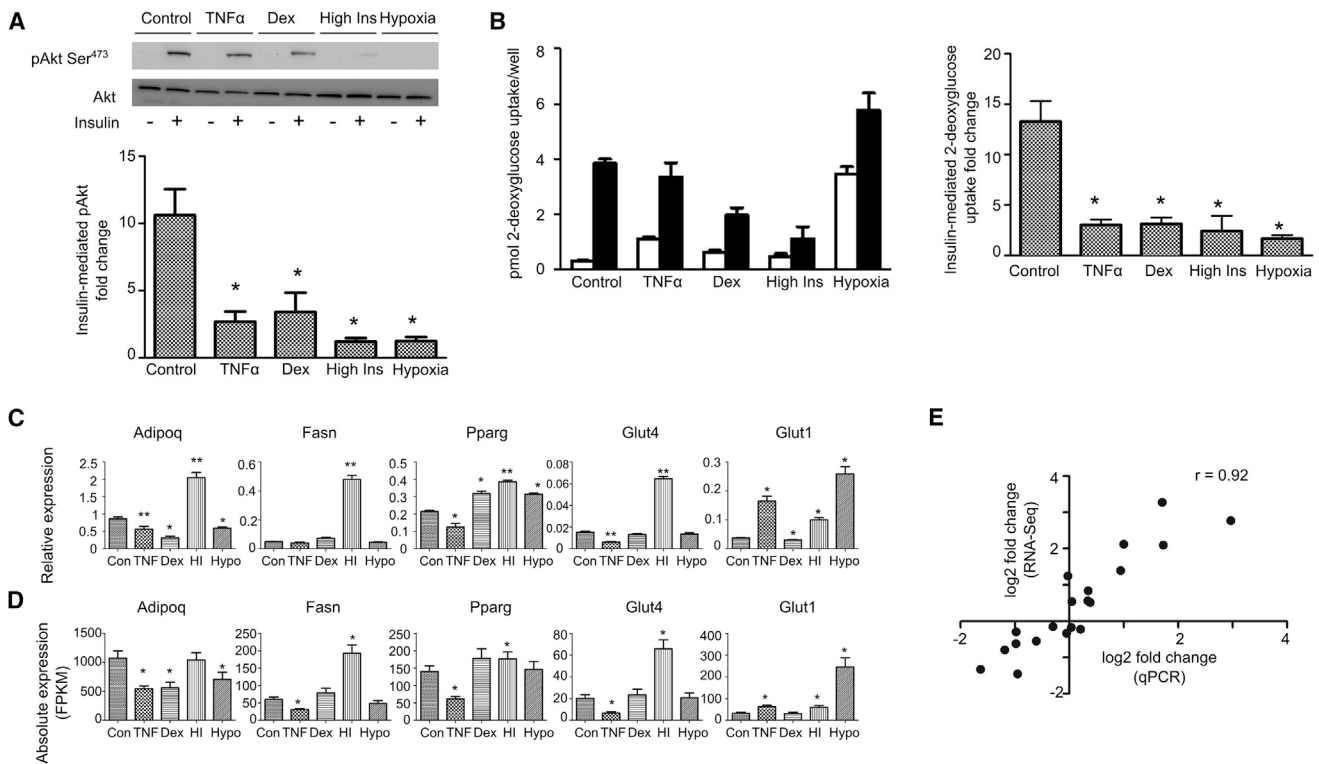 A
Control TNFα Dex High Ins Hypoxia
pAkt Ser473
Akt
Insulin - + - + - + - + - +
Insulin-mediated pAkt
fold change
15
10
5
0
* * * *
Control TNFα Dex High Ins Hypoxia
B
pmol 2-deoxyglucose uptake/well
8
6
4
2
0
Control TNFα Dex High Ins Hypoxia
Insulin-mediated 2-deoxyglucose
uptake fold change
20
15
10
5
0
* * * *
Control TNFα Dex High Ins Hypoxia
C
Relative expression
Adipoq
2.5
2
1.5
1
0.5
0
** * ** *
Con TNF Dex HI Hypo
Fasn
0.6
0.4
0.2
0
**
Con TNF Dex HI Hypo
Pparg
0.5
0.4
0.3
0.2
0.1
0
* * ** *
Con TNF Dex HI Hypo
Glut4
0.08
0.06
0.04
0.02
0
** **
Con TNF Dex HI Hypo
Glut1
0.3
0.2
0.1
0
* * * *
Con TNF Dex HI Hypo
D
Absolute expression
(FPKM)
Adipoq
1500
1000
500
0
* * *
Con TNF Dex HI Hypo
Fasn
250
200
150
100
50
0
* *
Con TNF Dex HI Hypo
Pparg
250
200
150
100
50
0
* *
Con TNF Dex HI Hypo
Glut4
80
60
40
20
0
* *
Con TNF Dex HI Hypo
Glut1
400
300
200
100
0
* * *
Con TNF Dex HI Hypo
E
r = 0.92
log2 fold change
(RNA-Seq)
4
2
-2
-2 2 4
log2 fold change
(qPCR)